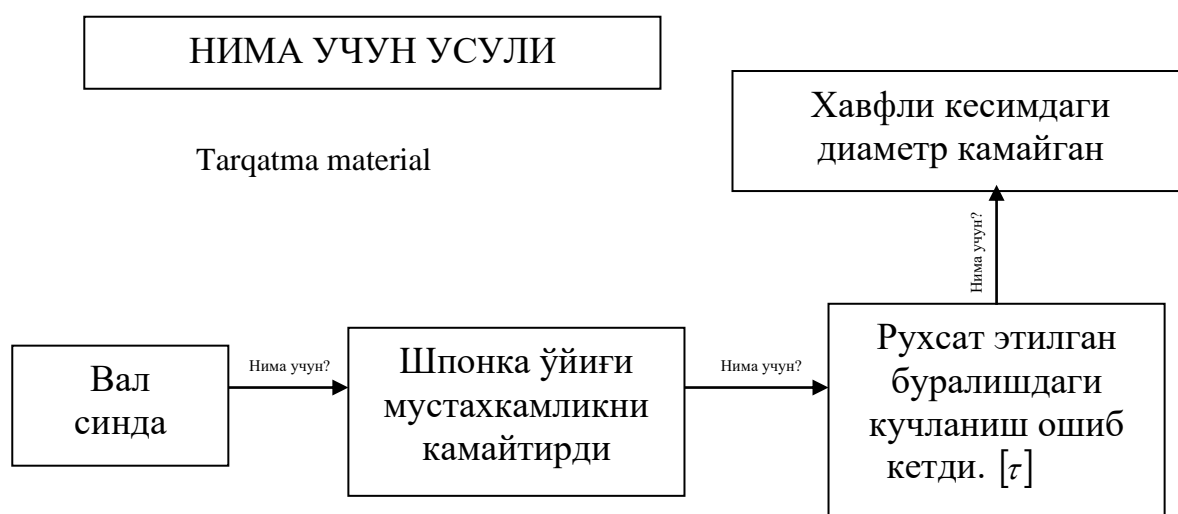 НИМА УЧУН УСУЛИ
Хавфли кесимдаги
диаметр камайган
Tarqatma material
Нима учун?
Вал
синда
Нима учун?
Шпонка ўйиғи
мустахкамликни
камайтирди
Нима учун?
Рухсат этилган
буралишдаги
кучланиш ошиб
кетди. [τ]